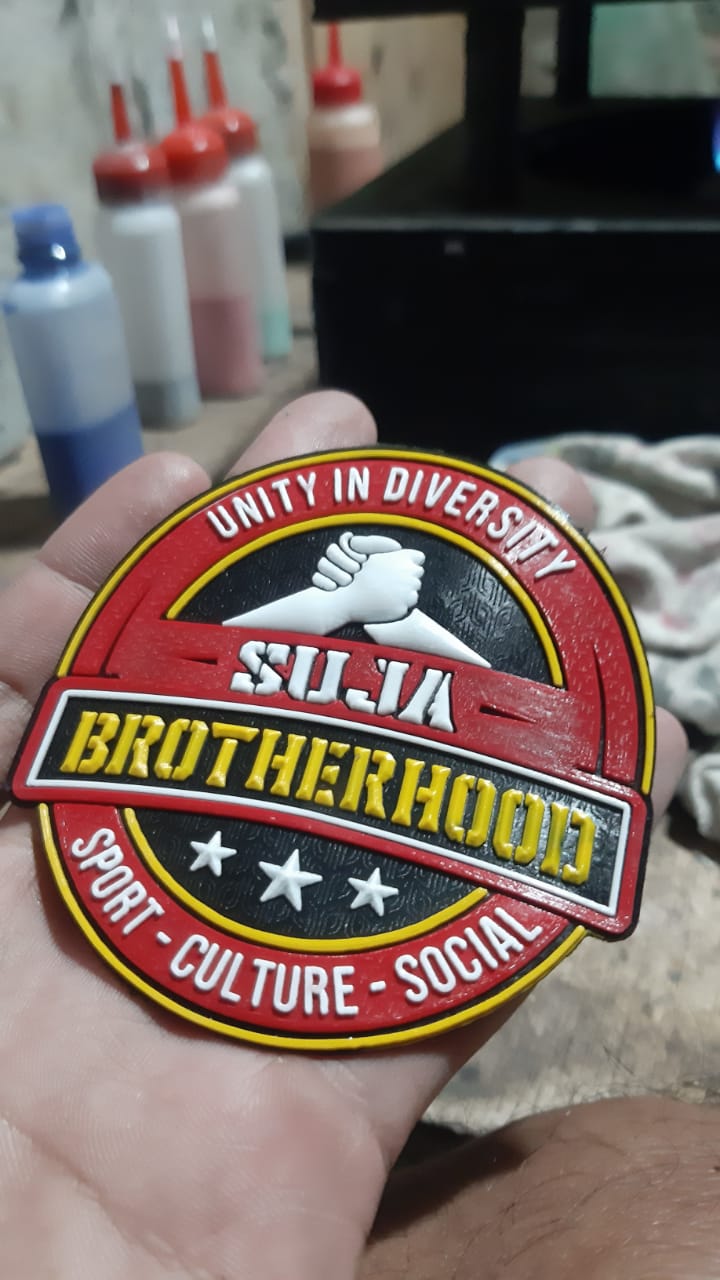 UNITY IN DIVERSITY
SUJA
BROTHERHOOD
SPORT - CULTURE - SOCIAL